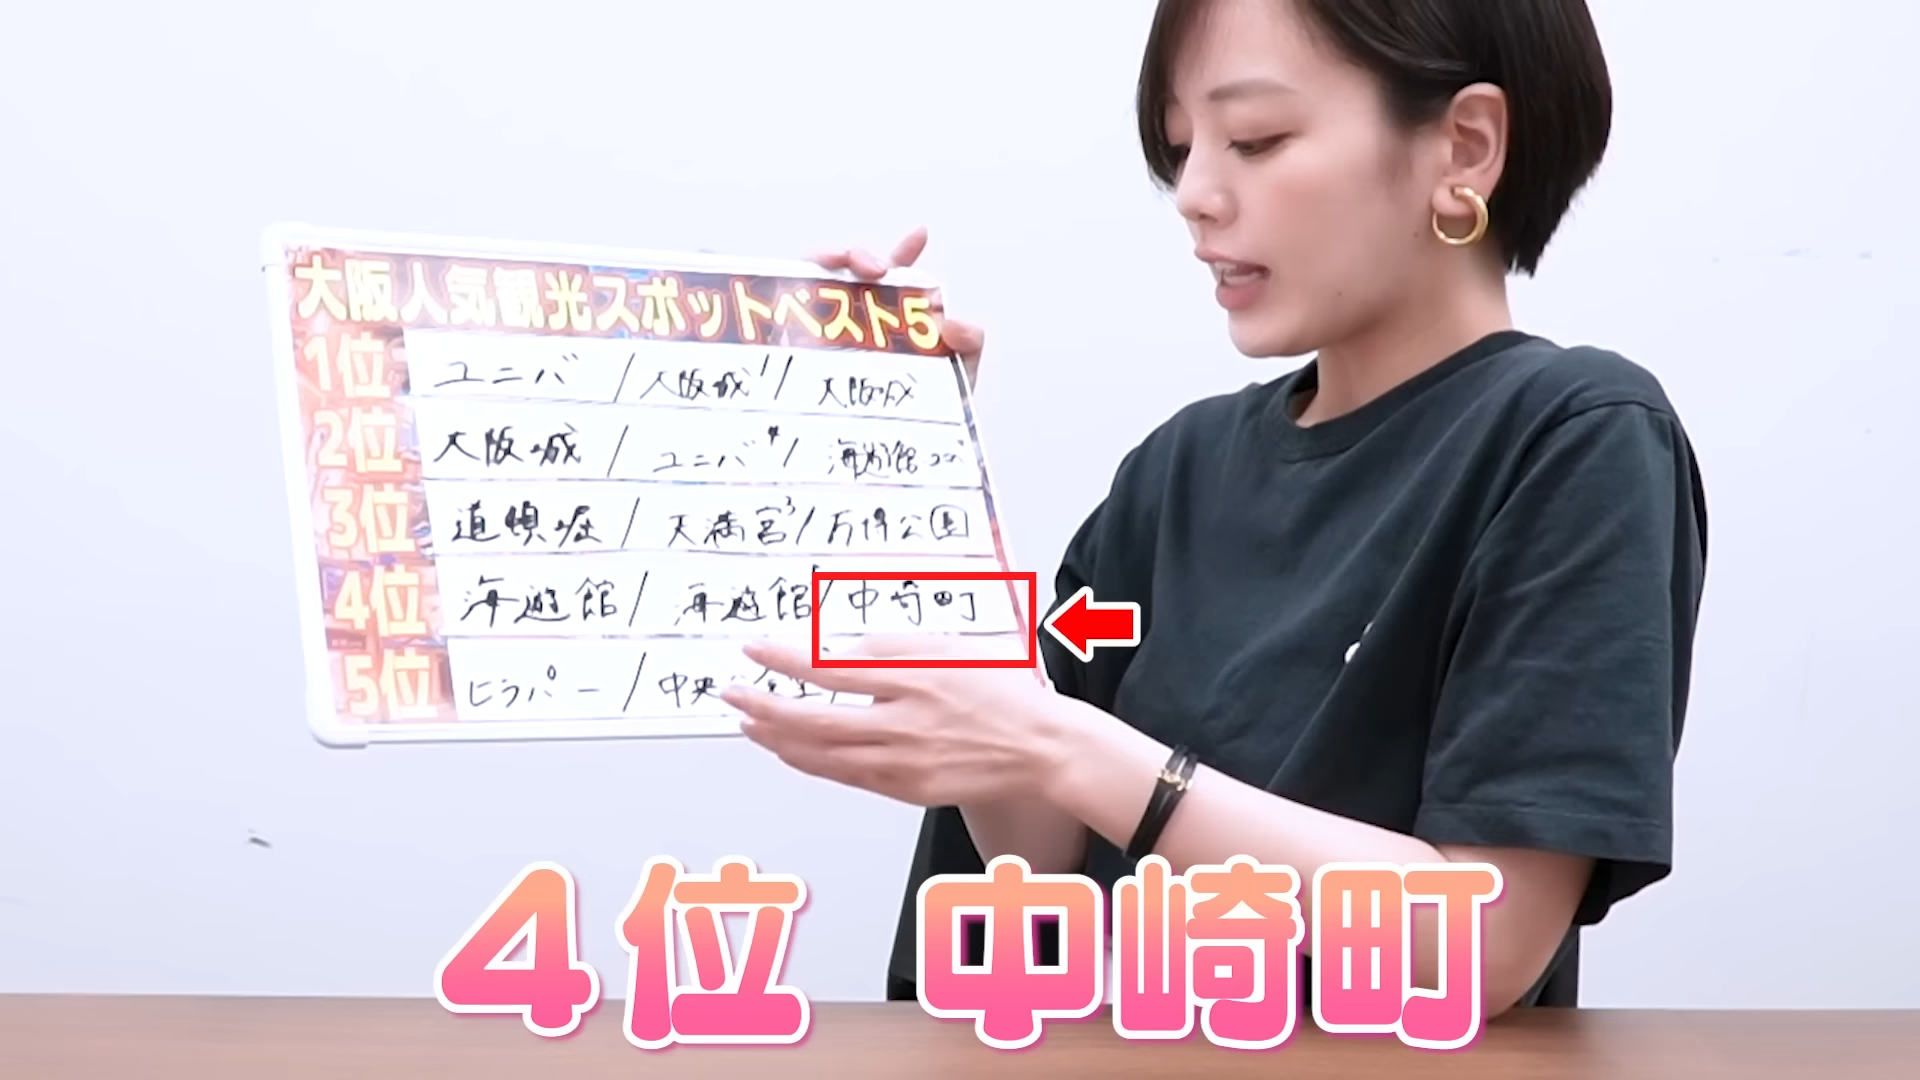 大阪人気観光スポットベスト5
1位 ユニバ / 大阪城 / 大阪城
2位 大阪城 / ユニバ / 海遊館
3位 道頓堀 / 天満宮 / 万博公園
4位 海遊館 / 海遊館 / 中崎町
5位 ヒラパー / 中央公会堂 /
4位 中崎町